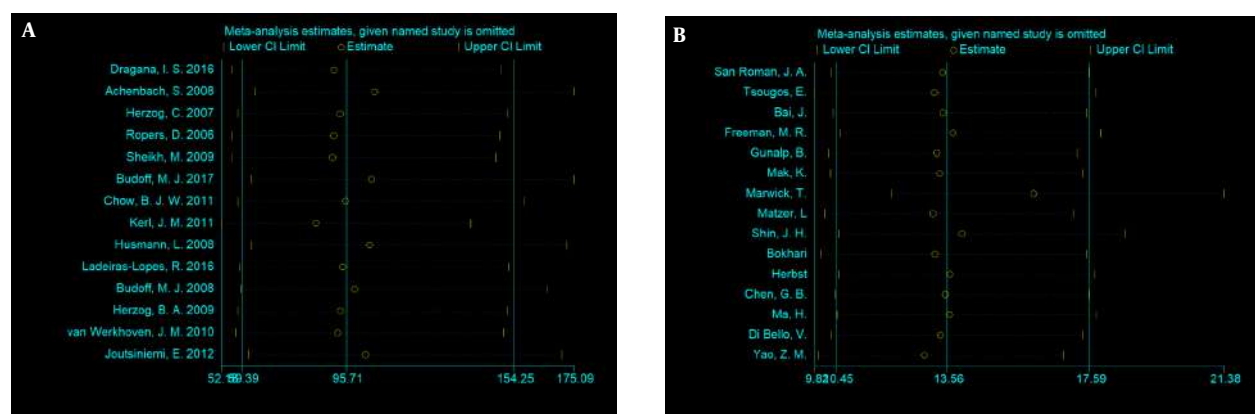 A
Meta-analysis estimates, given named study is omitted
Lower CI Limit Estimate Upper CI Limit
Dragana, I. S. 2016
Achenbach, S. 2008
Herzog, C. 2007
Ropers, D. 2006
Sheikh, M. 2009
Budoff, M. J. 2017
Chow, B. J. W. 2011
Kerl, J. M. 2011
Husmann, L. 2008
Ladeiras-Lopes, R. 2016
Budoff, M. J. 2008
Herzog, B. A. 2009
van Werkhoven, J. M. 2010
Joutsiniemi, E. 2012
95.71 154.25 175.09
B
Meta-analysis estimates, given named study is omitted
Lower CI Limit Estimate Upper CI Limit
San Roman, J. A.
Tsougos, E.
Bai, J.
Freeman, M. R.
Gunalp, B.
Mak, K.
Marwick, T.
Matzer, L
Shin, J. H.
Bokhari
Herbst
Chen, G. B.
Ma, H.
Di Bello, V.
Yao, Z. M.
9.82 10.45 13.56 17.59 21.38